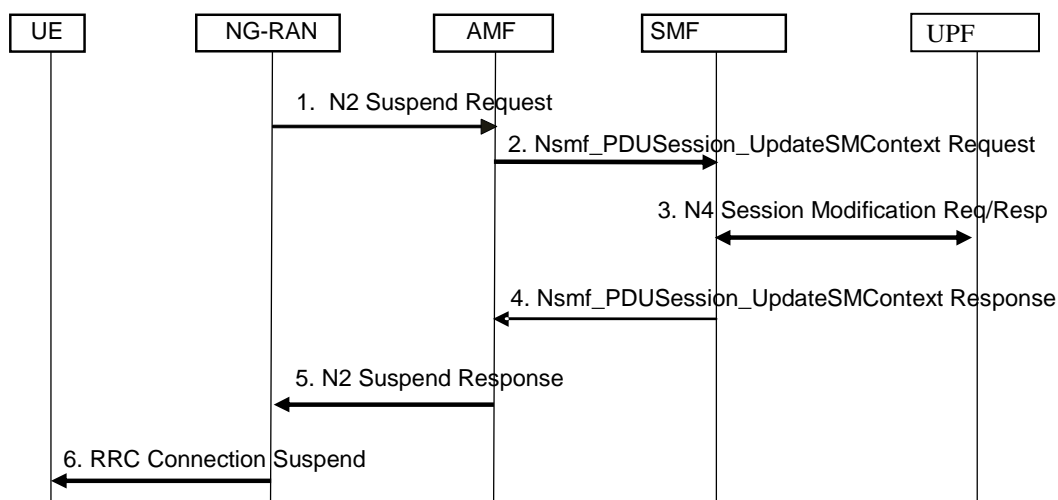 UE
NG-RAN
AMF
SMF
UPF
1. N2 Suspend Request
2. Nsmf_PDUSession_UpdateSMContext Request
3. N4 Session Modification Req/Resp
4. Nsmf_PDUSession_UpdateSMContext Response
5. N2 Suspend Response
6. RRC Connection Suspend